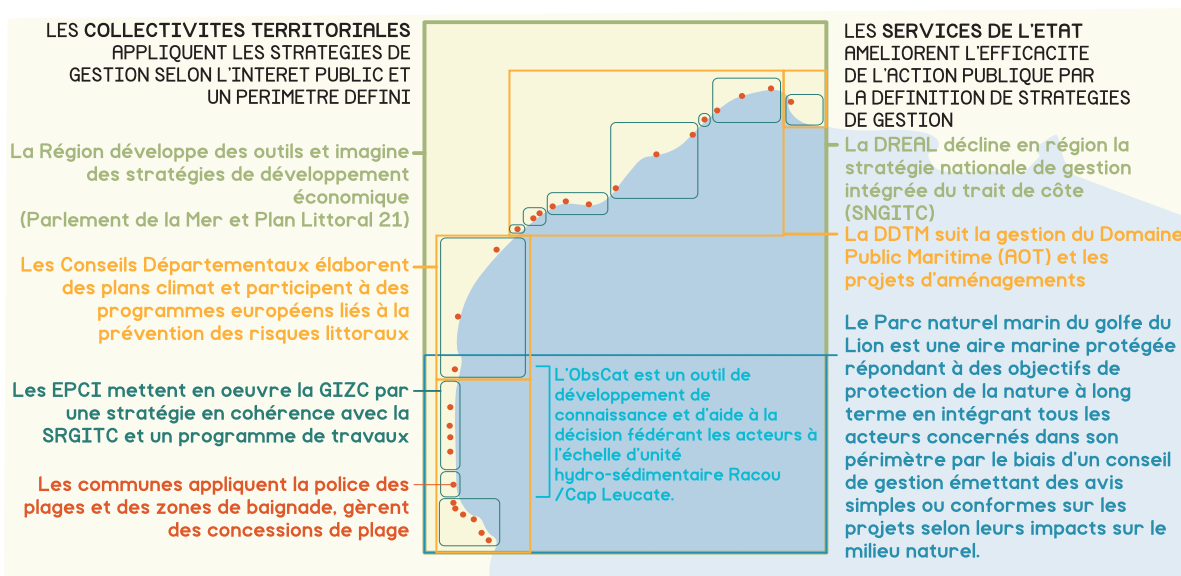 LES COLLECTIVITES TERRITORIALES
APPLIQUENT LES STRATEGIES DE
GESTION SELON L'INTERET PUBLIC ET
UN PERIMETRE DEFINI
La Région développe des outils et imagine
des stratégies de développement
économique
(Parlement de la Mer et Plan Littoral 21)
Les Conseils Départementaux élaborent
des plans climat et participent à des
programmes européens liés à la
prévention des risques littoraux
Les EPCI mettent en oeuvre la GIZC par
une stratégie en cohérence avec la
SRGITC et un programme de travaux
Les communes appliquent la police des
plages et des zones de baignade, gèrent
des concessions de plage
L'ObsCat est un outil de
développement de
connaissance et d'aide à la
décision fédérant les acteurs à
l'échelle d'unité
hydro-sédimentaire Racou
/Cap Leucate.
LES SERVICES DE L'ETAT
AMELIORENT L'EFFICACITE
DE L'ACTION PUBLIQUE PAR
LA DEFINITION DE STRATEGIES
DE GESTION
La DREAL décline en région la
stratégie nationale de gestion
intégrée du trait de côte
(SNGITC)
La DDTM suit la gestion du Domaine
Public Maritime (AOT) et les
projets d'aménagements
Le Parc naturel marin du golfe du
Lion est une aire marine protégée
répondant à des objectifs de
protection de la nature à long
terme en intégrant tous les
acteurs concernés dans son
périmètre par le biais d'un conseil
de gestion émettant des avis
simples ou conformes sur les
projets selon leurs impacts sur le
milieu naturel.